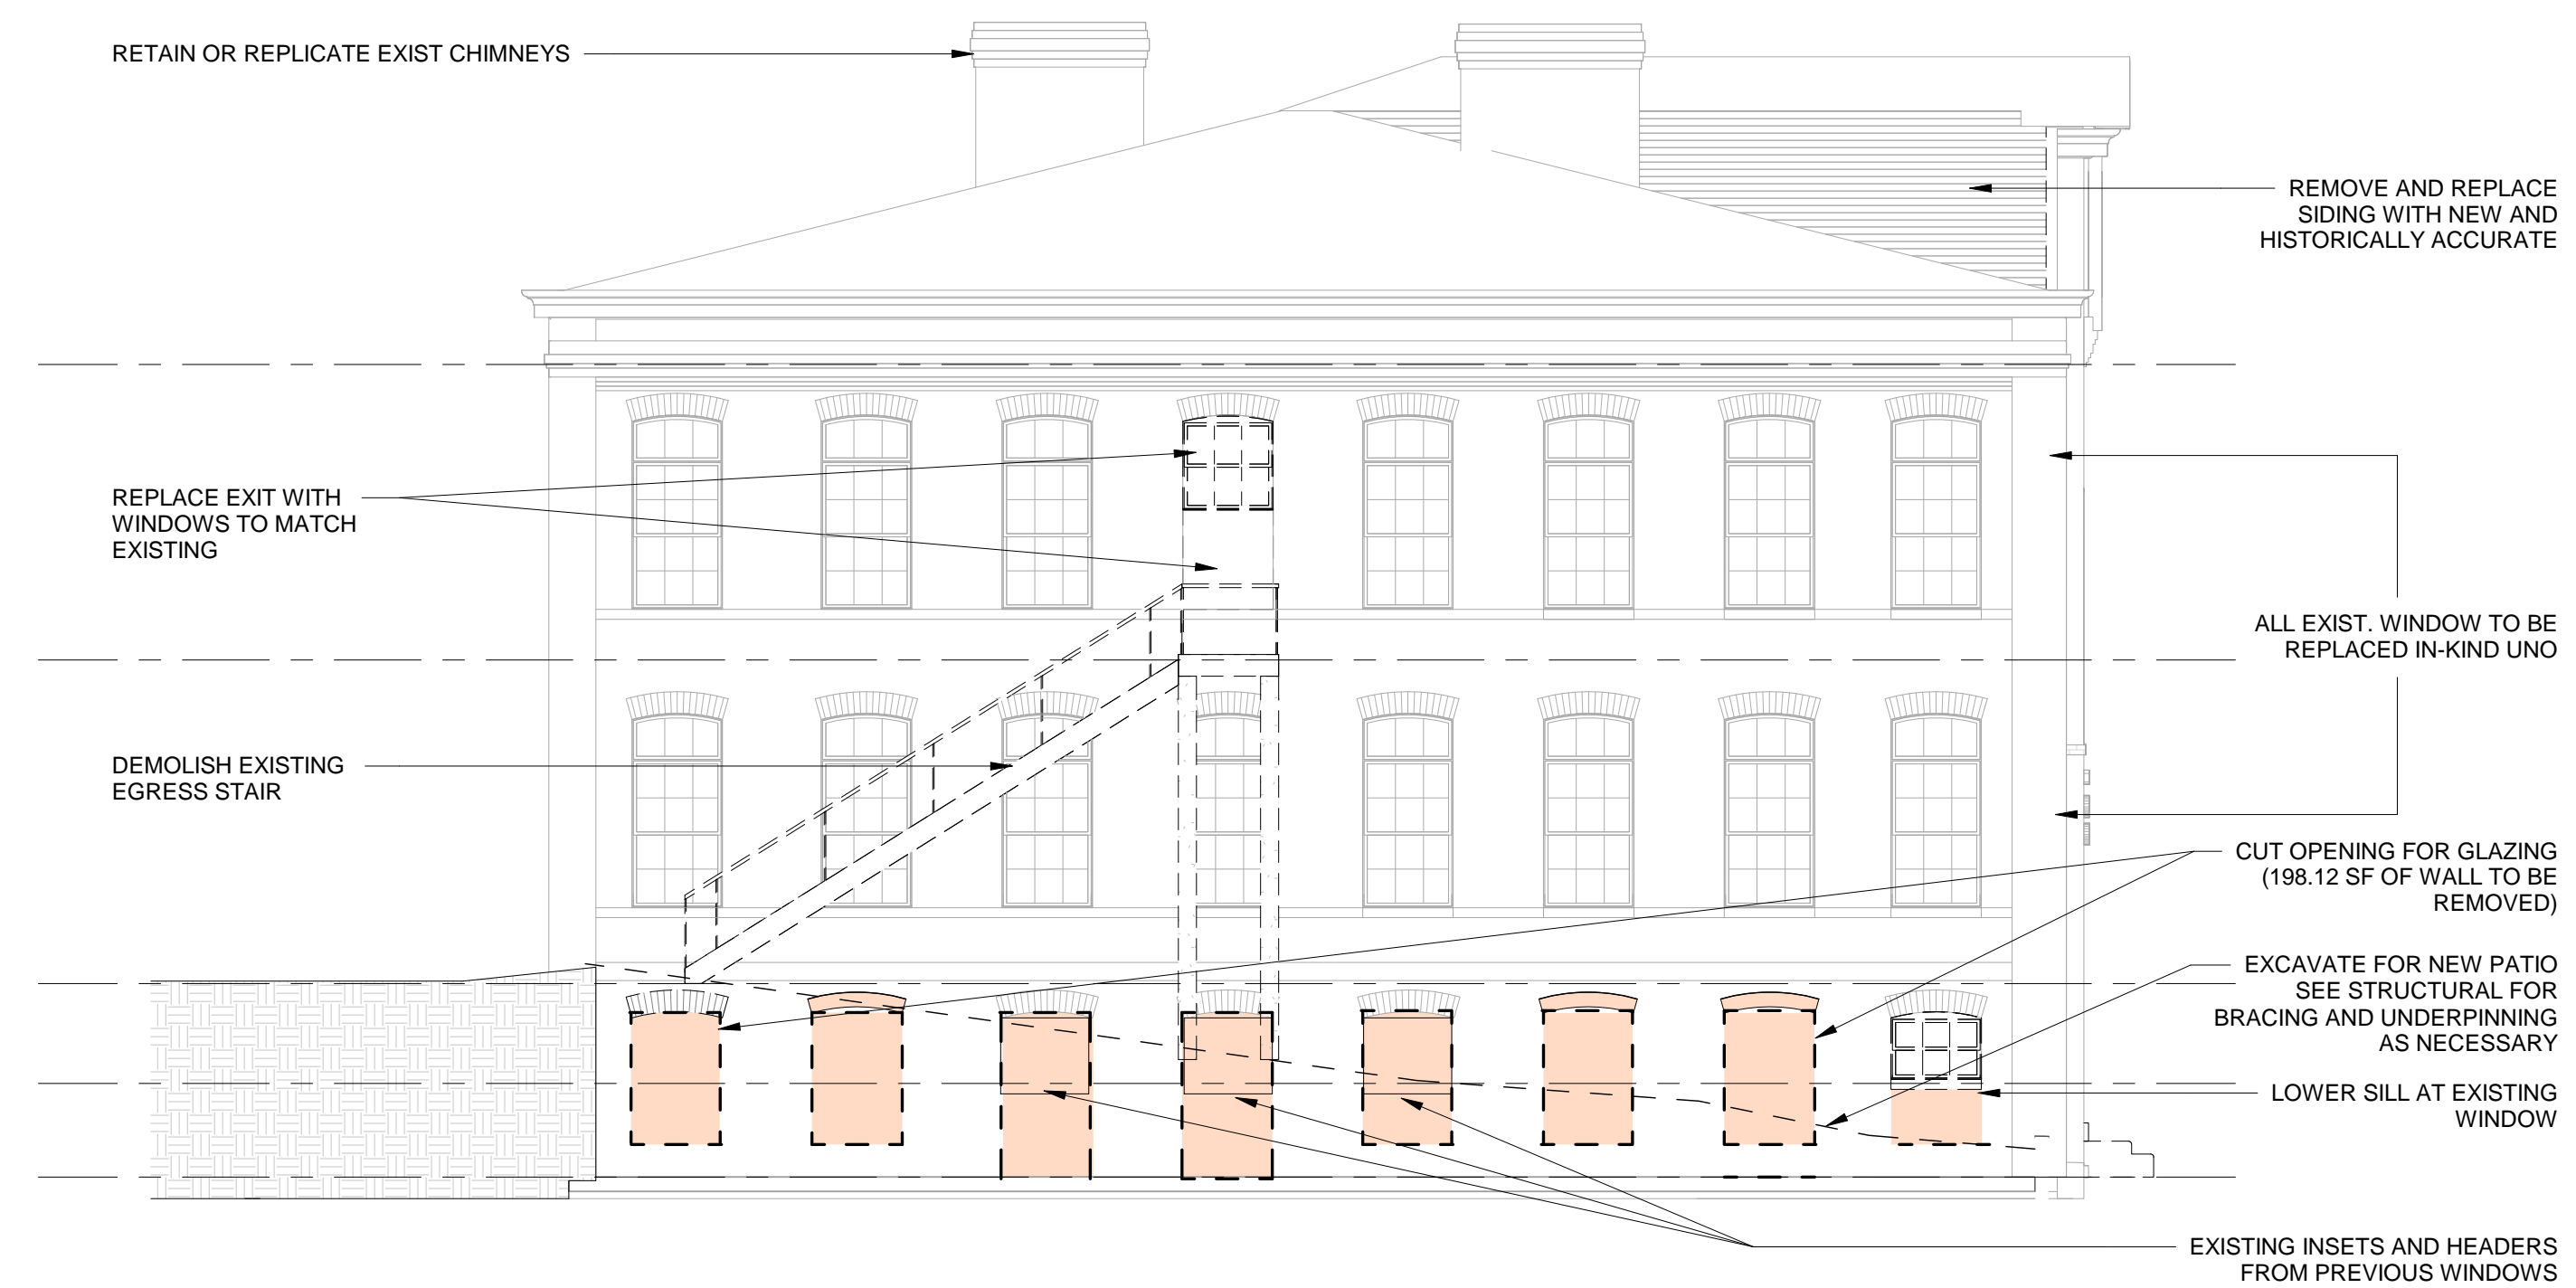 RETAIN OR REPLICATE EXIST CHIMNEYS
REMOVE AND REPLACE
SIDING WITH NEW AND
HISTORICALLY ACCURATE
REPLACE EXIT WITH
WINDOWS TO MATCH
EXISTING
ALL EXIST. WINDOW TO BE
REPLACED IN-KIND UNO
DEMOLISH EXISTING
EGRESS STAIR
CUT OPENING FOR GLAZING
(198.12 SF OF WALL TO BE
REMOVED)
EXCAVATE FOR NEW PATIO
SEE STRUCTURAL FOR
BRACING AND UNDERPINNING
AS NECESSARY
LOWER SILL AT EXISTING
WINDOW
EXISTING INSETS AND HEADERS
FROM PREVIOUS WINDOWS